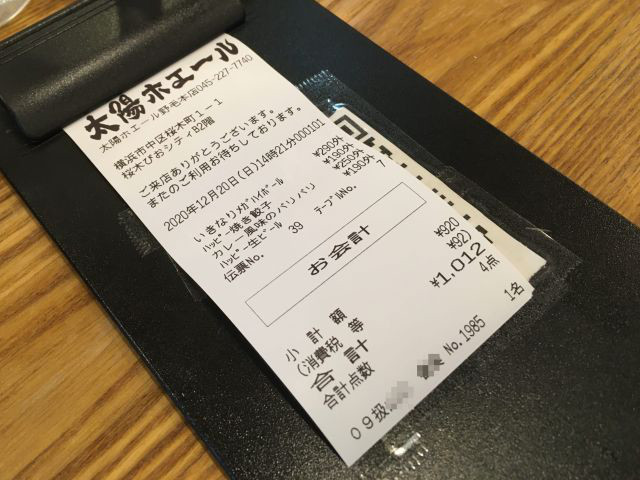 太陽ホエール
太陽ホエール野毛本店045-227-7740
横浜市中区桜木町1-1
桜木ぴおシティB2階
ご来店ありがとうございます。
またのご利用お待ちしております。
2020年12月20日(日)14時21分000101
いきなりﾒｶﾞﾊｲﾎﾞｰﾙ ¥290外
ﾊｯﾋﾟｰ焼き餃子 ¥190外
カレー風味のパリパリ ¥250外
ﾊｯﾋﾟｰ生ﾋﾞｰﾙ ¥190外
伝票No. 39 ﾃｰﾌﾞﾙNo. 7
お会計
小計額 ¥920
(消費税等 ¥92)
合計 ¥1,012
合計点数 4点
1名
09扱 No.1985